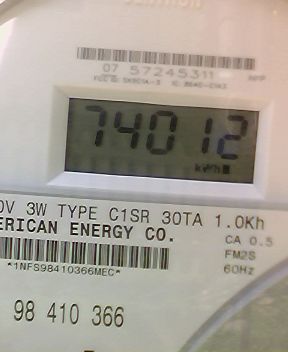 07 57245311
74012
kWh
0V 3W TYPE C1SR 30TA 1.0Kh
ERICAN ENERGY CO.
CA 0.5
*1NFS98410366MEC*
FM2S
60Hz
98 410 366